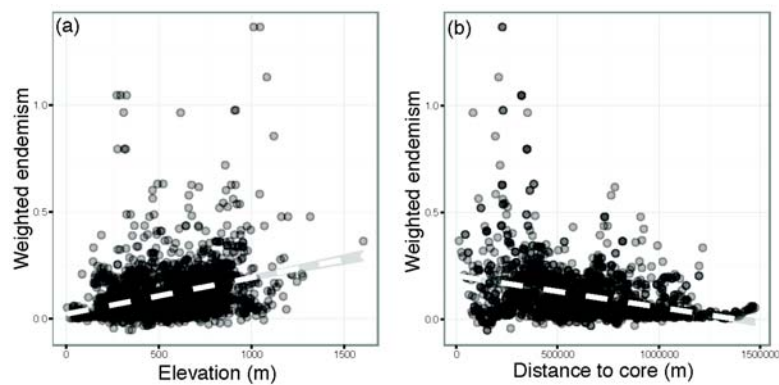 (a)
Weighted endemism
1.0
0.5
0.0
0 500 1000 1500
Elevation (m)
(b)
Weighted endemism
1.0
0.5
0.0
0 500000 1000000 1500000
Distance to core (m)